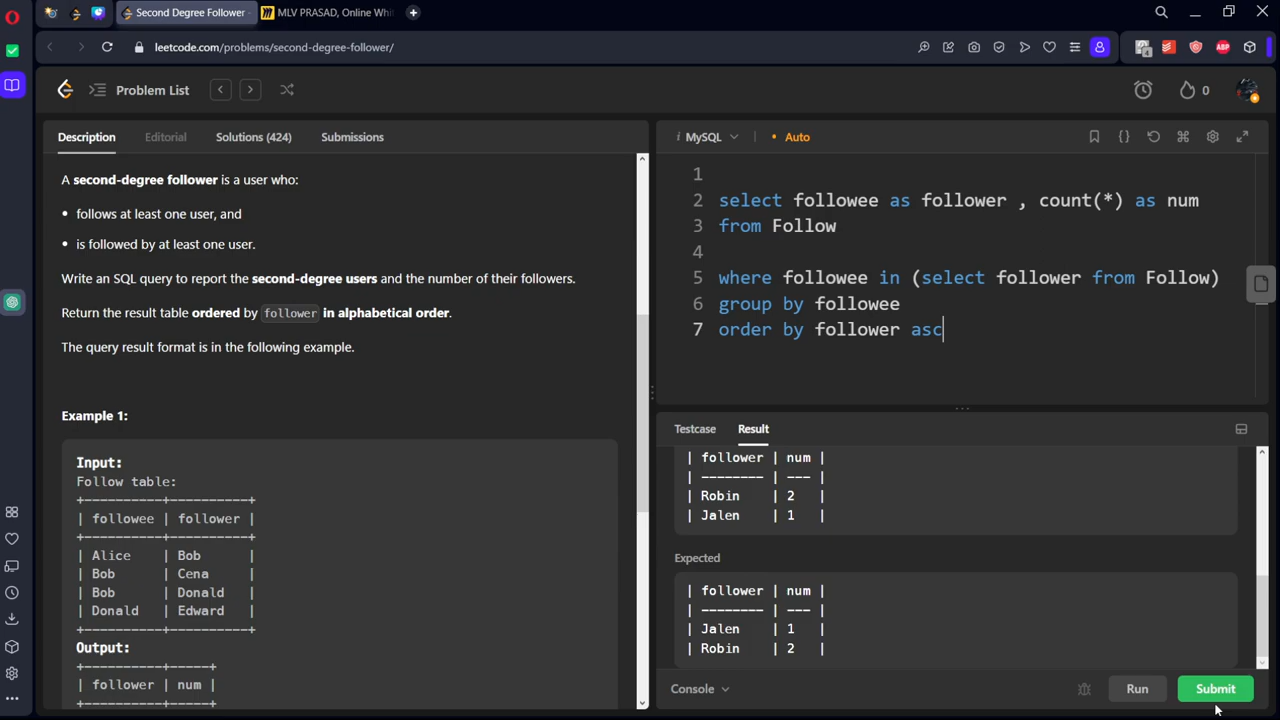 Second Degree Follower -
MLV PRASAD, Online Whi
leetcode.com/problems/second-degree-follower/
Problem List
0
Description
Editorial
Solutions (424)
Submissions
A second-degree follower is a user who:
• follows at least one user, and
• is followed by at least one user.
Write an SQL query to report the second-degree users and the number of their followers.
Return the result table ordered by follower in alphabetical order.
The query result format is in the following example.
Example 1:
Input:
Follow table:
+----------+----------+
| followee | follower |
+----------+----------+
| Alice | Bob |
| Bob | Cena |
| Bob | Donald |
| Donald | Edward |
+----------+----------+
Output:
+----------+-----+
| follower | num |
+----------+-----+
i MySQL
• Auto
1
2 select followee as follower , count(*) as num
3 from Follow
4
5 where followee in (select follower from Follow)
6 group by followee
7 order by follower asc
Testcase
Result
| follower | num |
| -------- | --- |
| Robin | 2 |
| Jalen | 1 |
Expected
| follower | num |
| -------- | --- |
| Jalen | 1 |
| Robin | 2 |
Console
Run
Submit